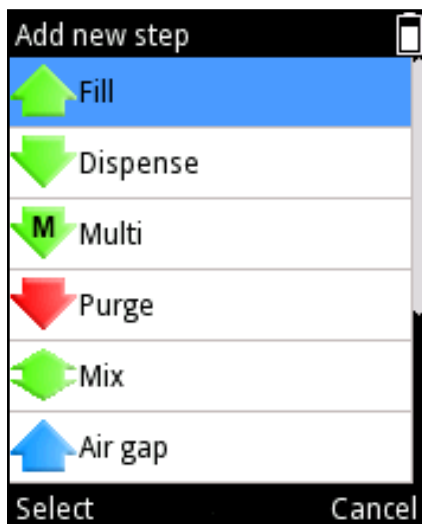 Add new step
Fill
Dispense
M Multi
Purge
Mix
Air gap
Select Cancel